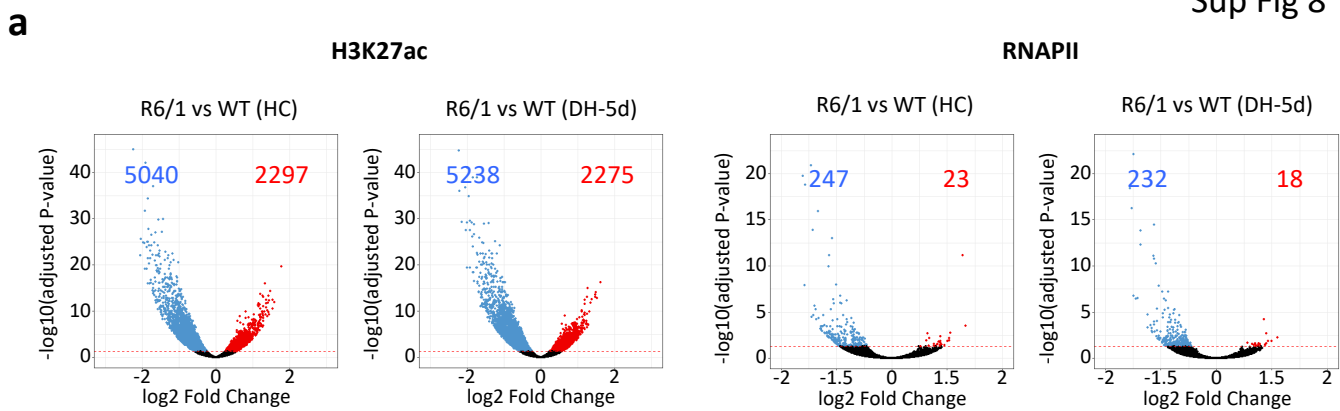 Sup Fig 8
a
H3K27ac
RNAPII
R6/1 vs WT (HC)
R6/1 vs WT (DH-5d)
R6/1 vs WT (HC)
R6/1 vs WT (DH-5d)
-log10(adjusted P-value)
40
30
20
10
0
5040
2297
-2
0
2
log2 Fold Change
-log10(adjusted P-value)
40
30
20
10
0
5238
2275
-2
0
2
log2 Fold Change
-log10(adjusted P-value)
20
15
10
5
0
247
23
-2
-1.5
0
1.5
2
log2 Fold Change
-log10(adjusted P-value)
20
15
10
5
0
232
18
-2
-1.5
0
1.5
2
log2 Fold Change